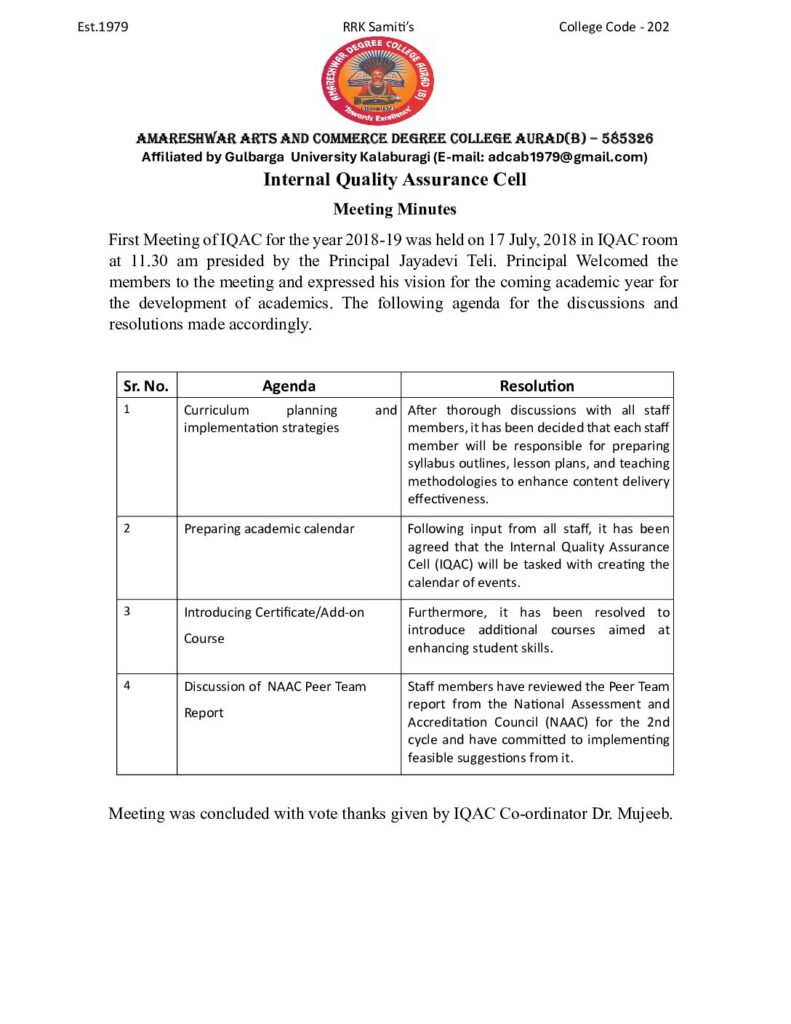 Est.1979 RRK Samiti's College Code - 202
AMARESHWAR DEGREE COLLEGE AURAD (B)
"Towards Excellence"
AMARESHWAR ARTS AND COMMERCE DEGREE COLLEGE AURAD(B) – 585326
Affiliated by Gulbarga University Kalaburagi (E-mail: adcab1979@gmail.com)
Internal Quality Assurance Cell
Meeting Minutes
First Meeting of IQAC for the year 2018-19 was held on 17 July, 2018 in IQAC room
at 11.30 am presided by the Principal Jayadevi Teli. Principal Welcomed the
members to the meeting and expressed his vision for the coming academic year for
the development of academics. The following agenda for the discussions and
resolutions made accordingly.
Sr. No. Agenda Resolution
1
Curriculum planning and
implementation strategies
After thorough discussions with all staff
members, it has been decided that each staff
member will be responsible for preparing
syllabus outlines, lesson plans, and teaching
methodologies to enhance content delivery
effectiveness.
2
Preparing academic calendar
Following input from all staff, it has been
agreed that the Internal Quality Assurance
Cell (IQAC) will be tasked with creating the
calendar of events.
3
Introducing Certificate/Add-on
Course
Furthermore, it has been resolved to
introduce additional courses aimed at
enhancing student skills.
4
Discussion of NAAC Peer Team
Report
Staff members have reviewed the Peer Team
report from the National Assessment and
Accreditation Council (NAAC) for the 2nd
cycle and have committed to implementing
feasible suggestions from it.
Meeting was concluded with vote thanks given by IQAC Co-ordinator Dr. Mujeeb.